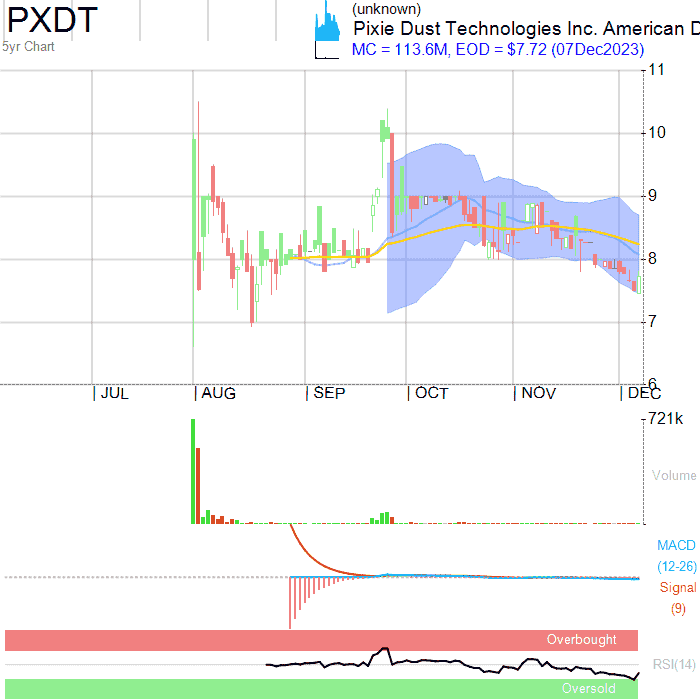 PXDT
(unknown)
Pixie Dust Technologies Inc. American D
5yr Chart
MC = 113.6M, EOD = $7.72 (07Dec2023)
11
10
9
8
7
6
JUL
AUG
SEP
OCT
NOV
DEC
721k
Volume
MACD
(12-26)
Signal
(9)
Overbought
RSI(14)
Oversold